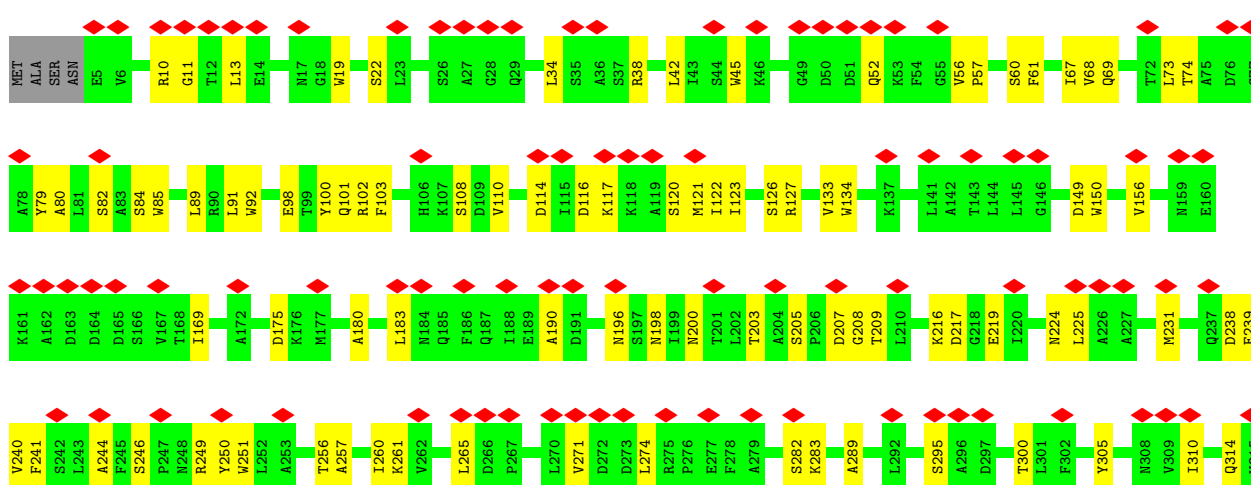 MET ALA SER ASN E5 V6 R10 G11 T12 L13 E14 N17 G18 W19 S22 L23 S26 A27 G28 Q29 L34 S35 A36 S37 R38 L42 I43 S44 W45 K46 G49 D50 D51 Q52 K53 F54 G55 V56 P57 S60 F61 I67 V68 Q69 T72 L73 T74 A75 D76
A78 Y79 A80 L81 S82 A83 S84 W85 L89 R90 L91 W92 E98 T99 Y100 Q101 R102 F103 H106 K107 S108 D109 V110 D114 I115 D116 K117 K118 A119 S120 M121 I122 I123 S126 R127 V133 W134 K137 L141 A142 T143 L144 L145 G146 D149 W150 V156 N159 E160
K161 A162 D163 D164 D165 S166 V167 T168 I169 A172 D175 K176 M177 A180 L183 N184 Q185 F186 Q187 I188 E189 A190 D191 N196 S197 N198 I199 N200 T201 L202 T203 A204 S205 P206 D207 G208 T209 L210 K216 D217 G218 E219 I220 N224 L225 A226 A227 M231 Q237 D238
V240 F241 S242 L243 A244 F245 S246 P247 N248 R249 Y250 W251 L252 A253 T256 A257 I260 K261 V262 L265 D266 P267 L270 V271 D272 D273 L274 R275 P276 E277 F278 A279 S282 K283 A289 L292 S295 A296 D297 T300 L301 F302 Y305 N308 V309 I310 Q314